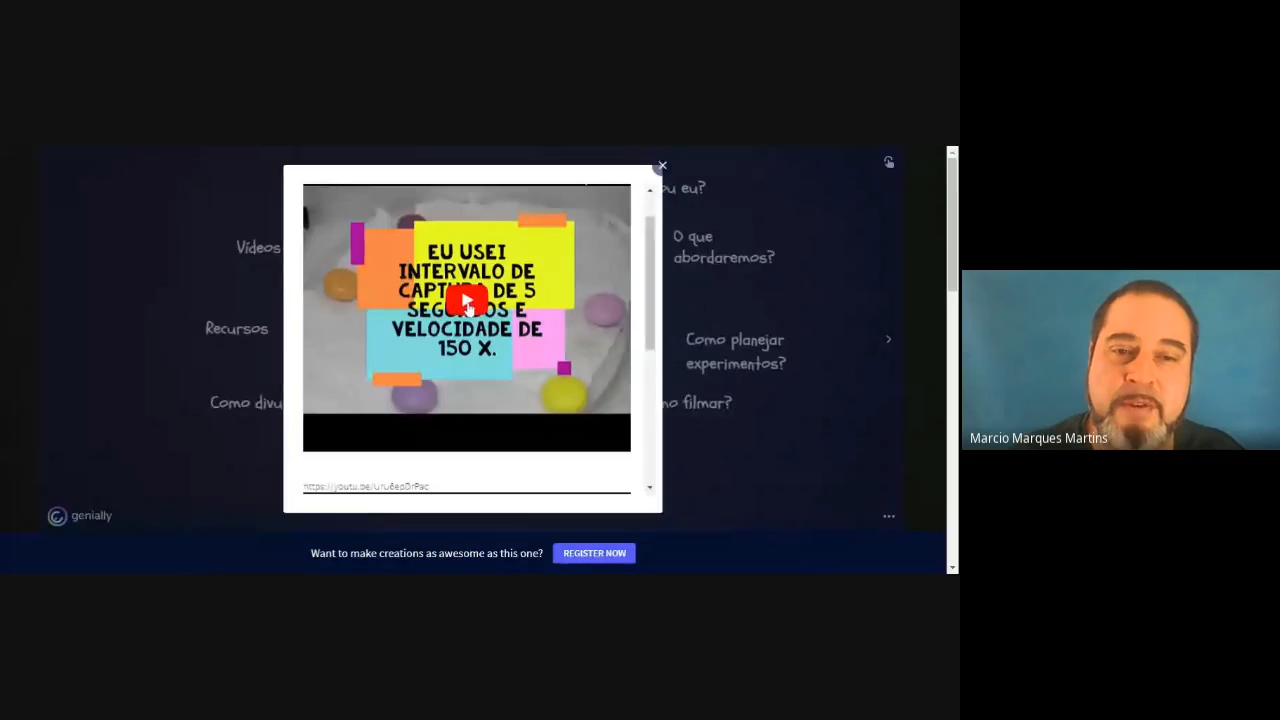 ou eu?
Vídeos
O que
abordaremos?
EU USEI
INTERVALO DE
CAPTURA DE 5
SEGUNDOS E
VELOCIDADE DE
150 X.
Recursos
Como planejar
experimentos?
Como divu
mo filmar?
Marcio Marques Martins
genially
Want to make creations as awesome as this one?
REGISTER NOW